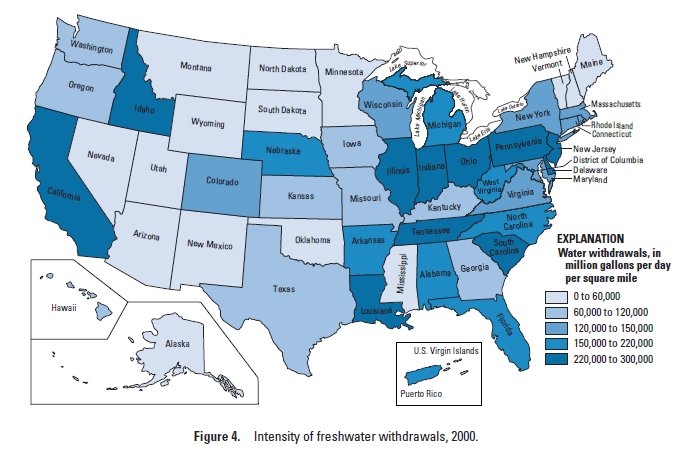 Washington
Montana
North Dakota
Minnesota
Lake Superior
New Hampshire
Vermont
Maine
Oregon
Idaho
Wyoming
South Dakota
Wisconsin
Lake Michigan
Lake Huron
Michigan
Lake Ontario
Lake Erie
New York
Massachusetts
Rhode Island
Connecticut
Nevada
Utah
Colorado
Nebraska
Iowa
Illinois
Indiana
Ohio
Pennsylvania
New Jersey
District of Columbia
Delaware
Maryland
California
Kansas
Missouri
Kentucky
West
Virginia
Virginia
Arizona
New Mexico
Oklahoma
Arkansas
Tennessee
North
Carolina
South
Carolina
Texas
Louisiana
Mississippi
Alabama
Georgia
Florida
Hawaii
Alaska
U.S. Virgin Islands
Puerto Rico
EXPLANATION
Water withdrawals, in
million gallons per day
per square mile
0 to 60,000
60,000 to 120,000
120,000 to 150,000
150,000 to 220,000
220,000 to 300,000
Figure 4. Intensity of freshwater withdrawals, 2000.